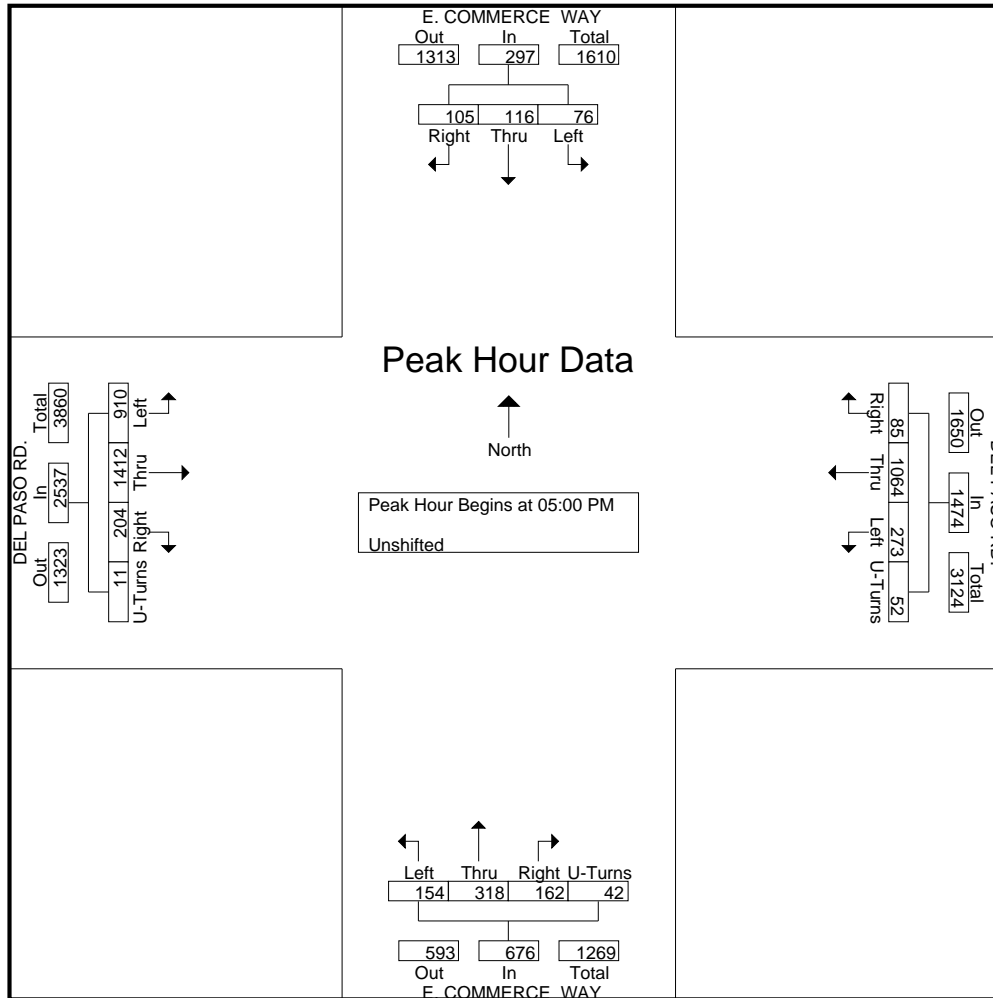 E. COMMERCE WAY
Out In Total
1313 297 1610
105 116 76
Right Thru Left
Peak Hour Data
North
Peak Hour Begins at 05:00 PM
Unshifted
DEL PASO RD.
Total In Out
3860 2537 1323
910 1412 204 11
Left Thru Right U-Turns
Out In Total
1650 1474 3124
85 1064 273 52
Right Thru Left U-Turns
Left Thru Right U-Turns
154 318 162 42
593 676 1269
Out In Total
E. COMMERCE WAY